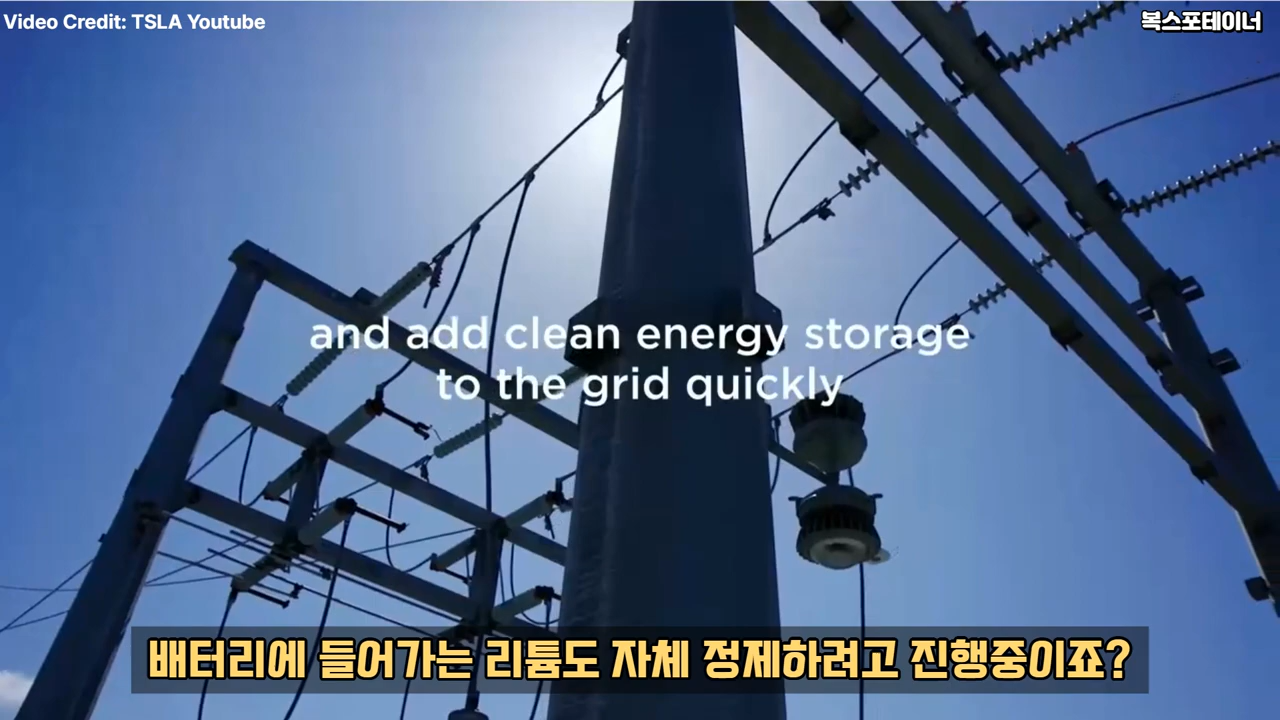 Video Credit: TSLA Youtube
복스포테이너
and add clean energy storage
to the grid quickly
배터리에 들어가는 리튬도 자체 정제하려고 진행중이죠?